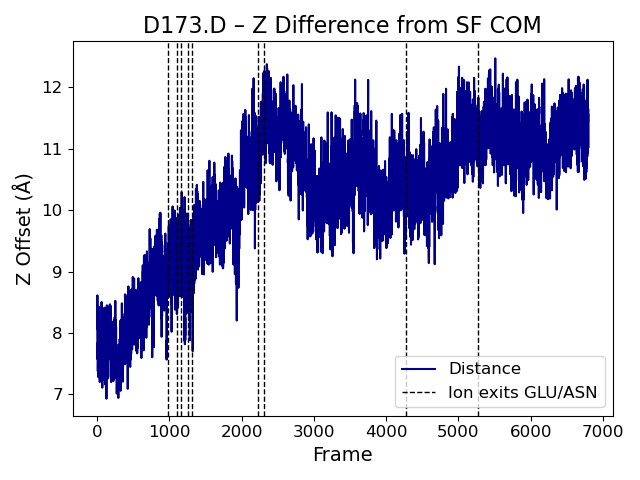 D173.D – Z Difference from SF COM
Z Offset (Å)
12
11
10
9
8
7
Distance
Ion exits GLU/ASN
0 1000 2000 3000 4000 5000 6000 7000
Frame